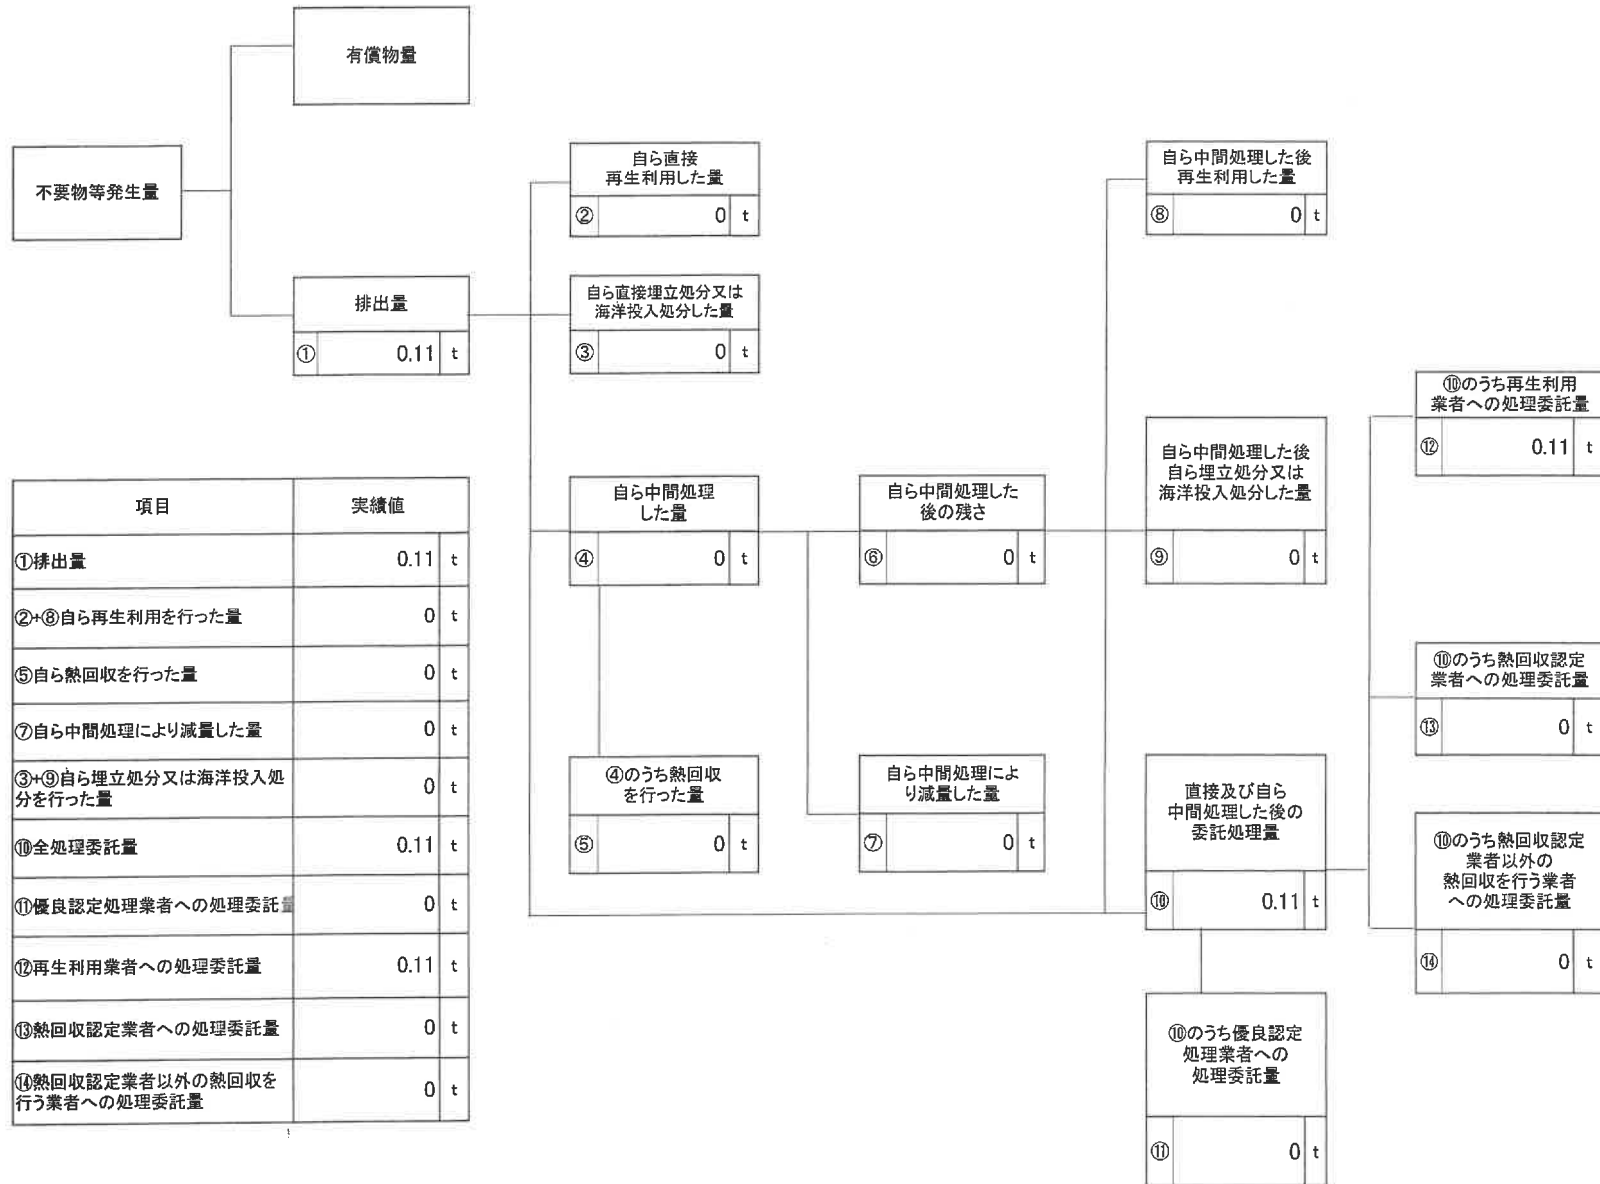 有償物量
不要物等発生量
排出量
① 0.11 t
自ら直接
再生利用した量
② 0 t
自ら直接埋立処分又は
海洋投入処分した量
③ 0 t
自ら中間処理
した量
④ 0 t
④のうち熱回収
を行った量
⑤ 0 t
自ら中間処理した
後の残さ
⑥ 0 t
自ら中間処理によ
り減量した量
⑦ 0 t
自ら中間処理した後
再生利用した量
⑧ 0 t
自ら中間処理した後
自ら埋立処分又は
海洋投入処分した量
⑨ 0 t
直接及び自ら
中間処理した後の
委託処理量
⑩ 0.11 t
⑩のうち優良認定
処理業者への
処理委託量
⑪ 0 t
⑩のうち再生利用
業者への処理委託量
⑫ 0.11 t
⑩のうち熱回収認定
業者への処理委託量
⑬ 0 t
⑩のうち熱回収認定
業者以外の
熱回収を行う業者
への処理委託量
⑭ 0 t
項目 実績値
①排出量 0.11 t
②+⑧自ら再生利用を行った量 0 t
⑤自ら熱回収を行った量 0 t
⑦自ら中間処理により減量した量 0 t
③+⑨自ら埋立処分又は海洋投入処
分を行った量 0 t
⑩全処理委託量 0.11 t
⑪優良認定処理業者への処理委託量 0 t
⑫再生利用業者への処理委託量 0.11 t
⑬熱回収認定業者への処理委託量 0 t
⑭熱回収認定業者以外の熱回収を
行う業者への処理委託量 0 t